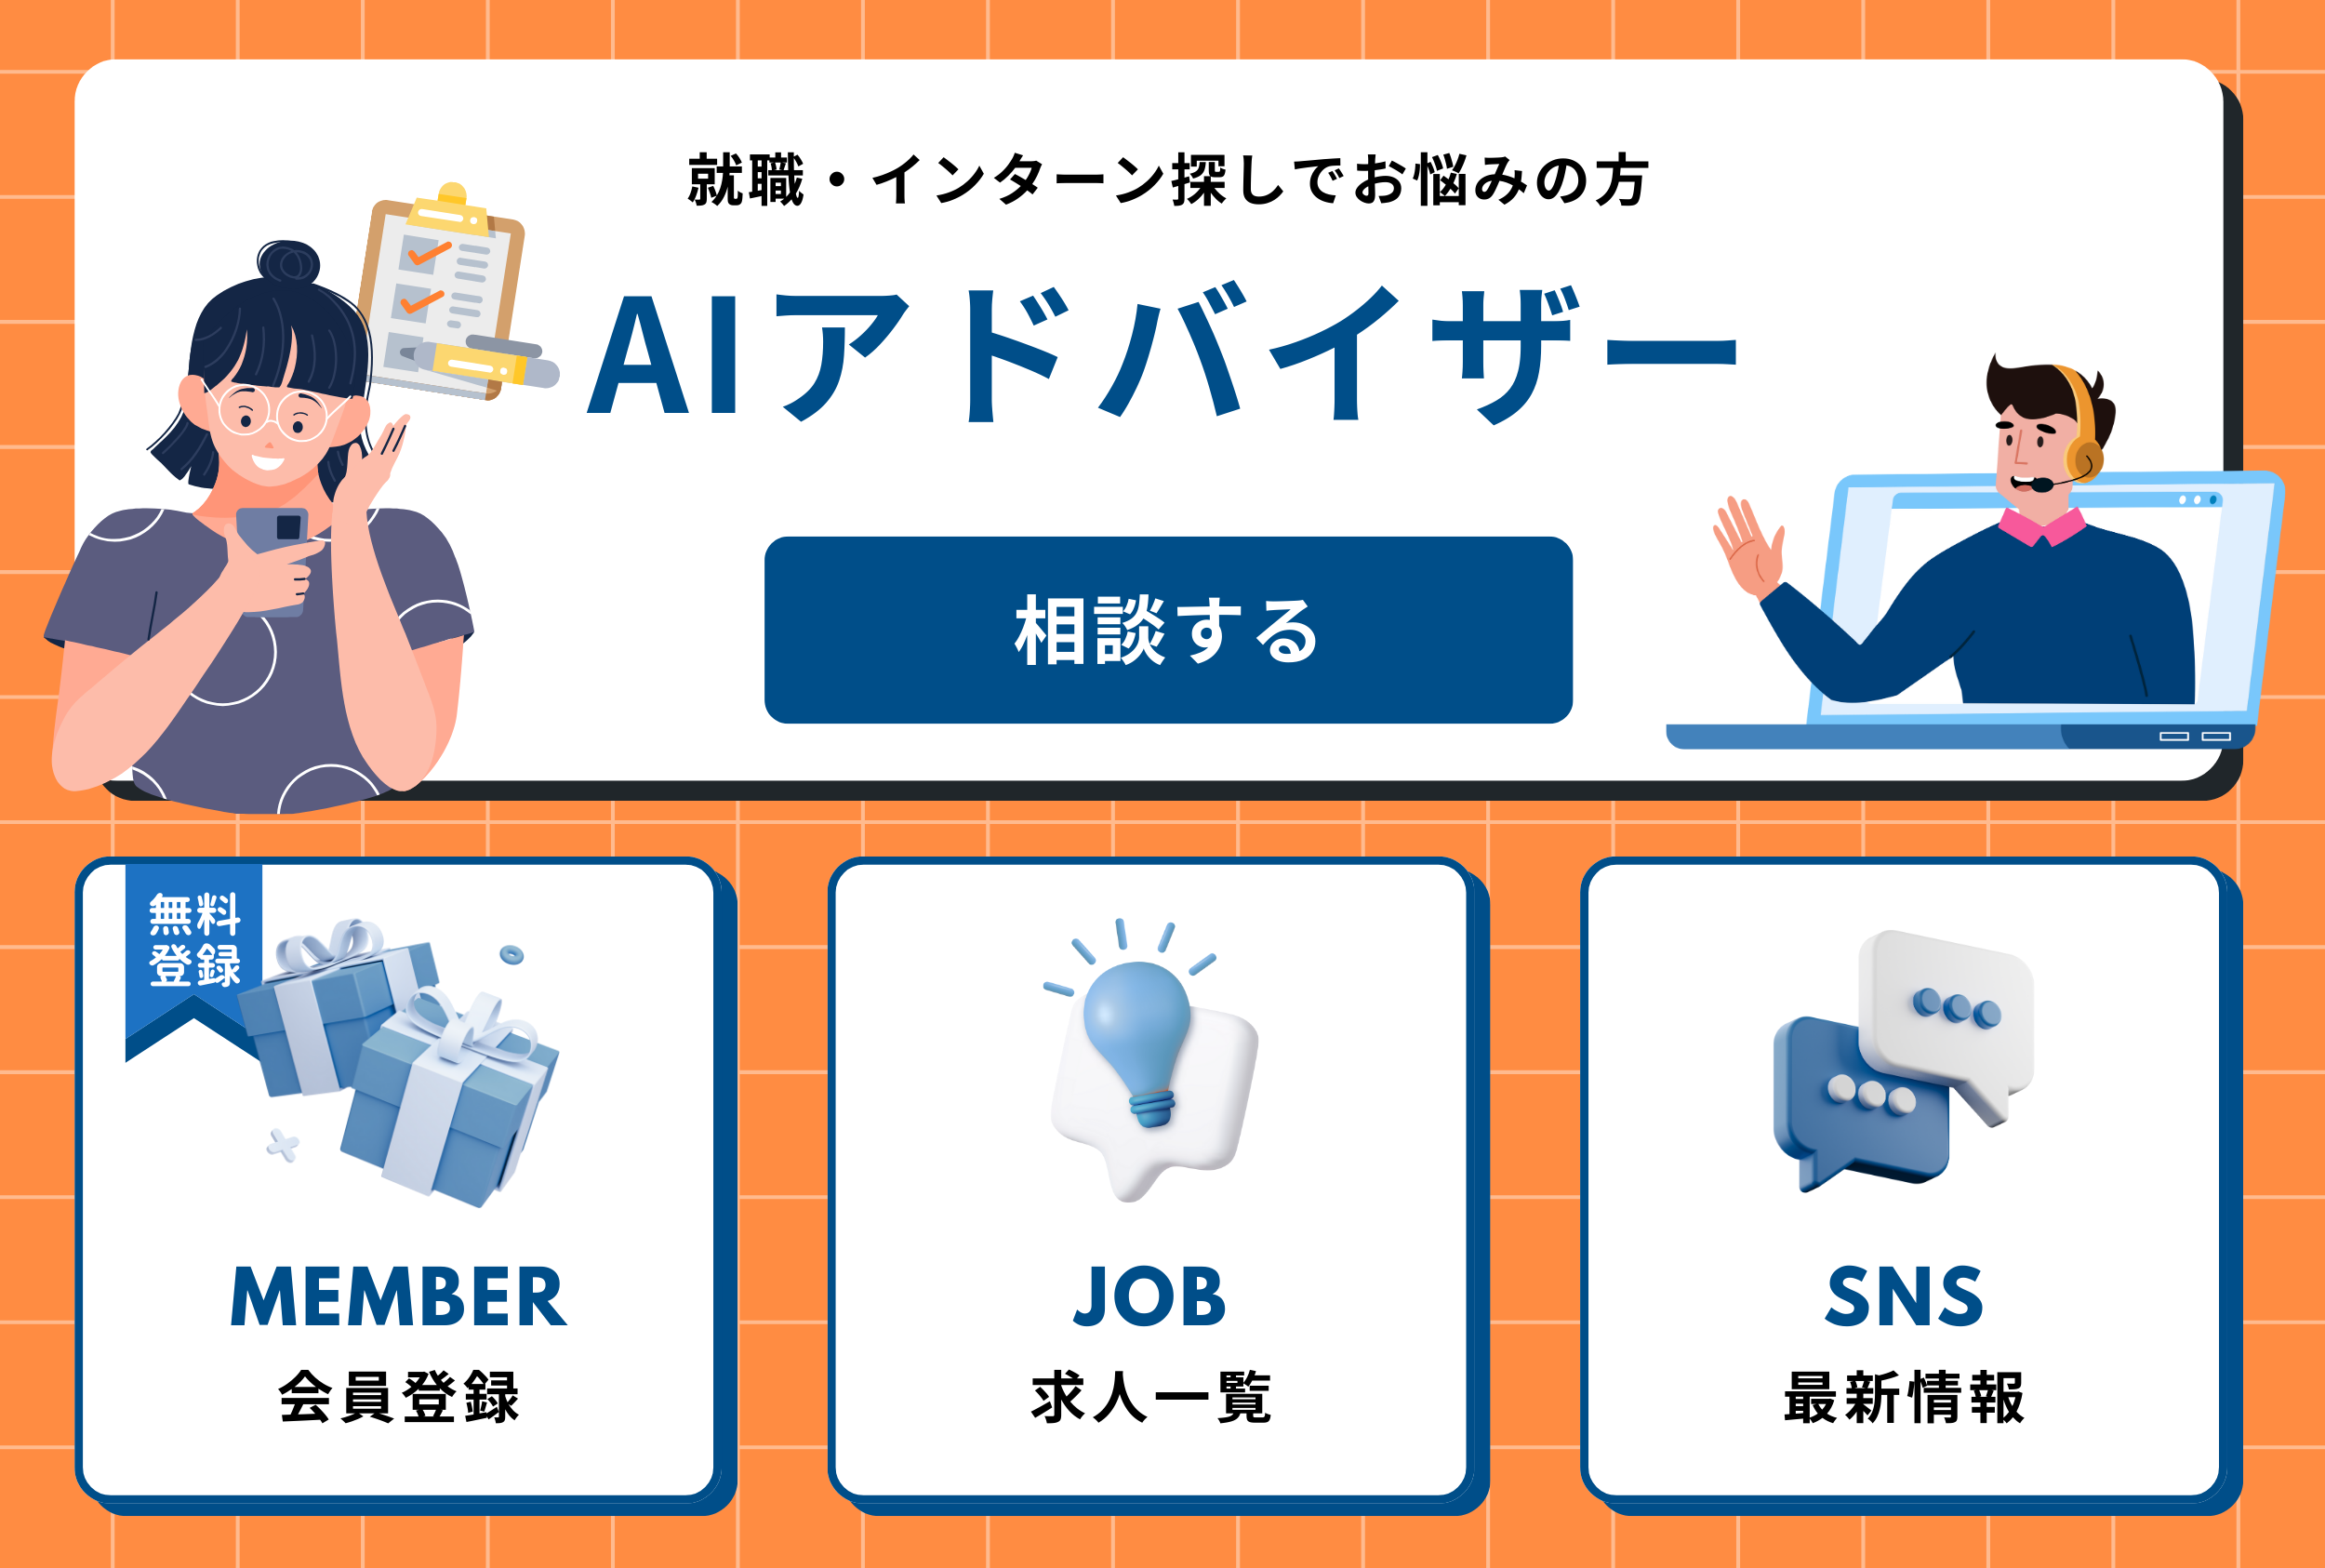 就職・インターン探しでお悩みの方
AIアドバイザー
相談する
無料
登録
MEMBER
会員登録
JOB
求人一覧
SNS
最新情報